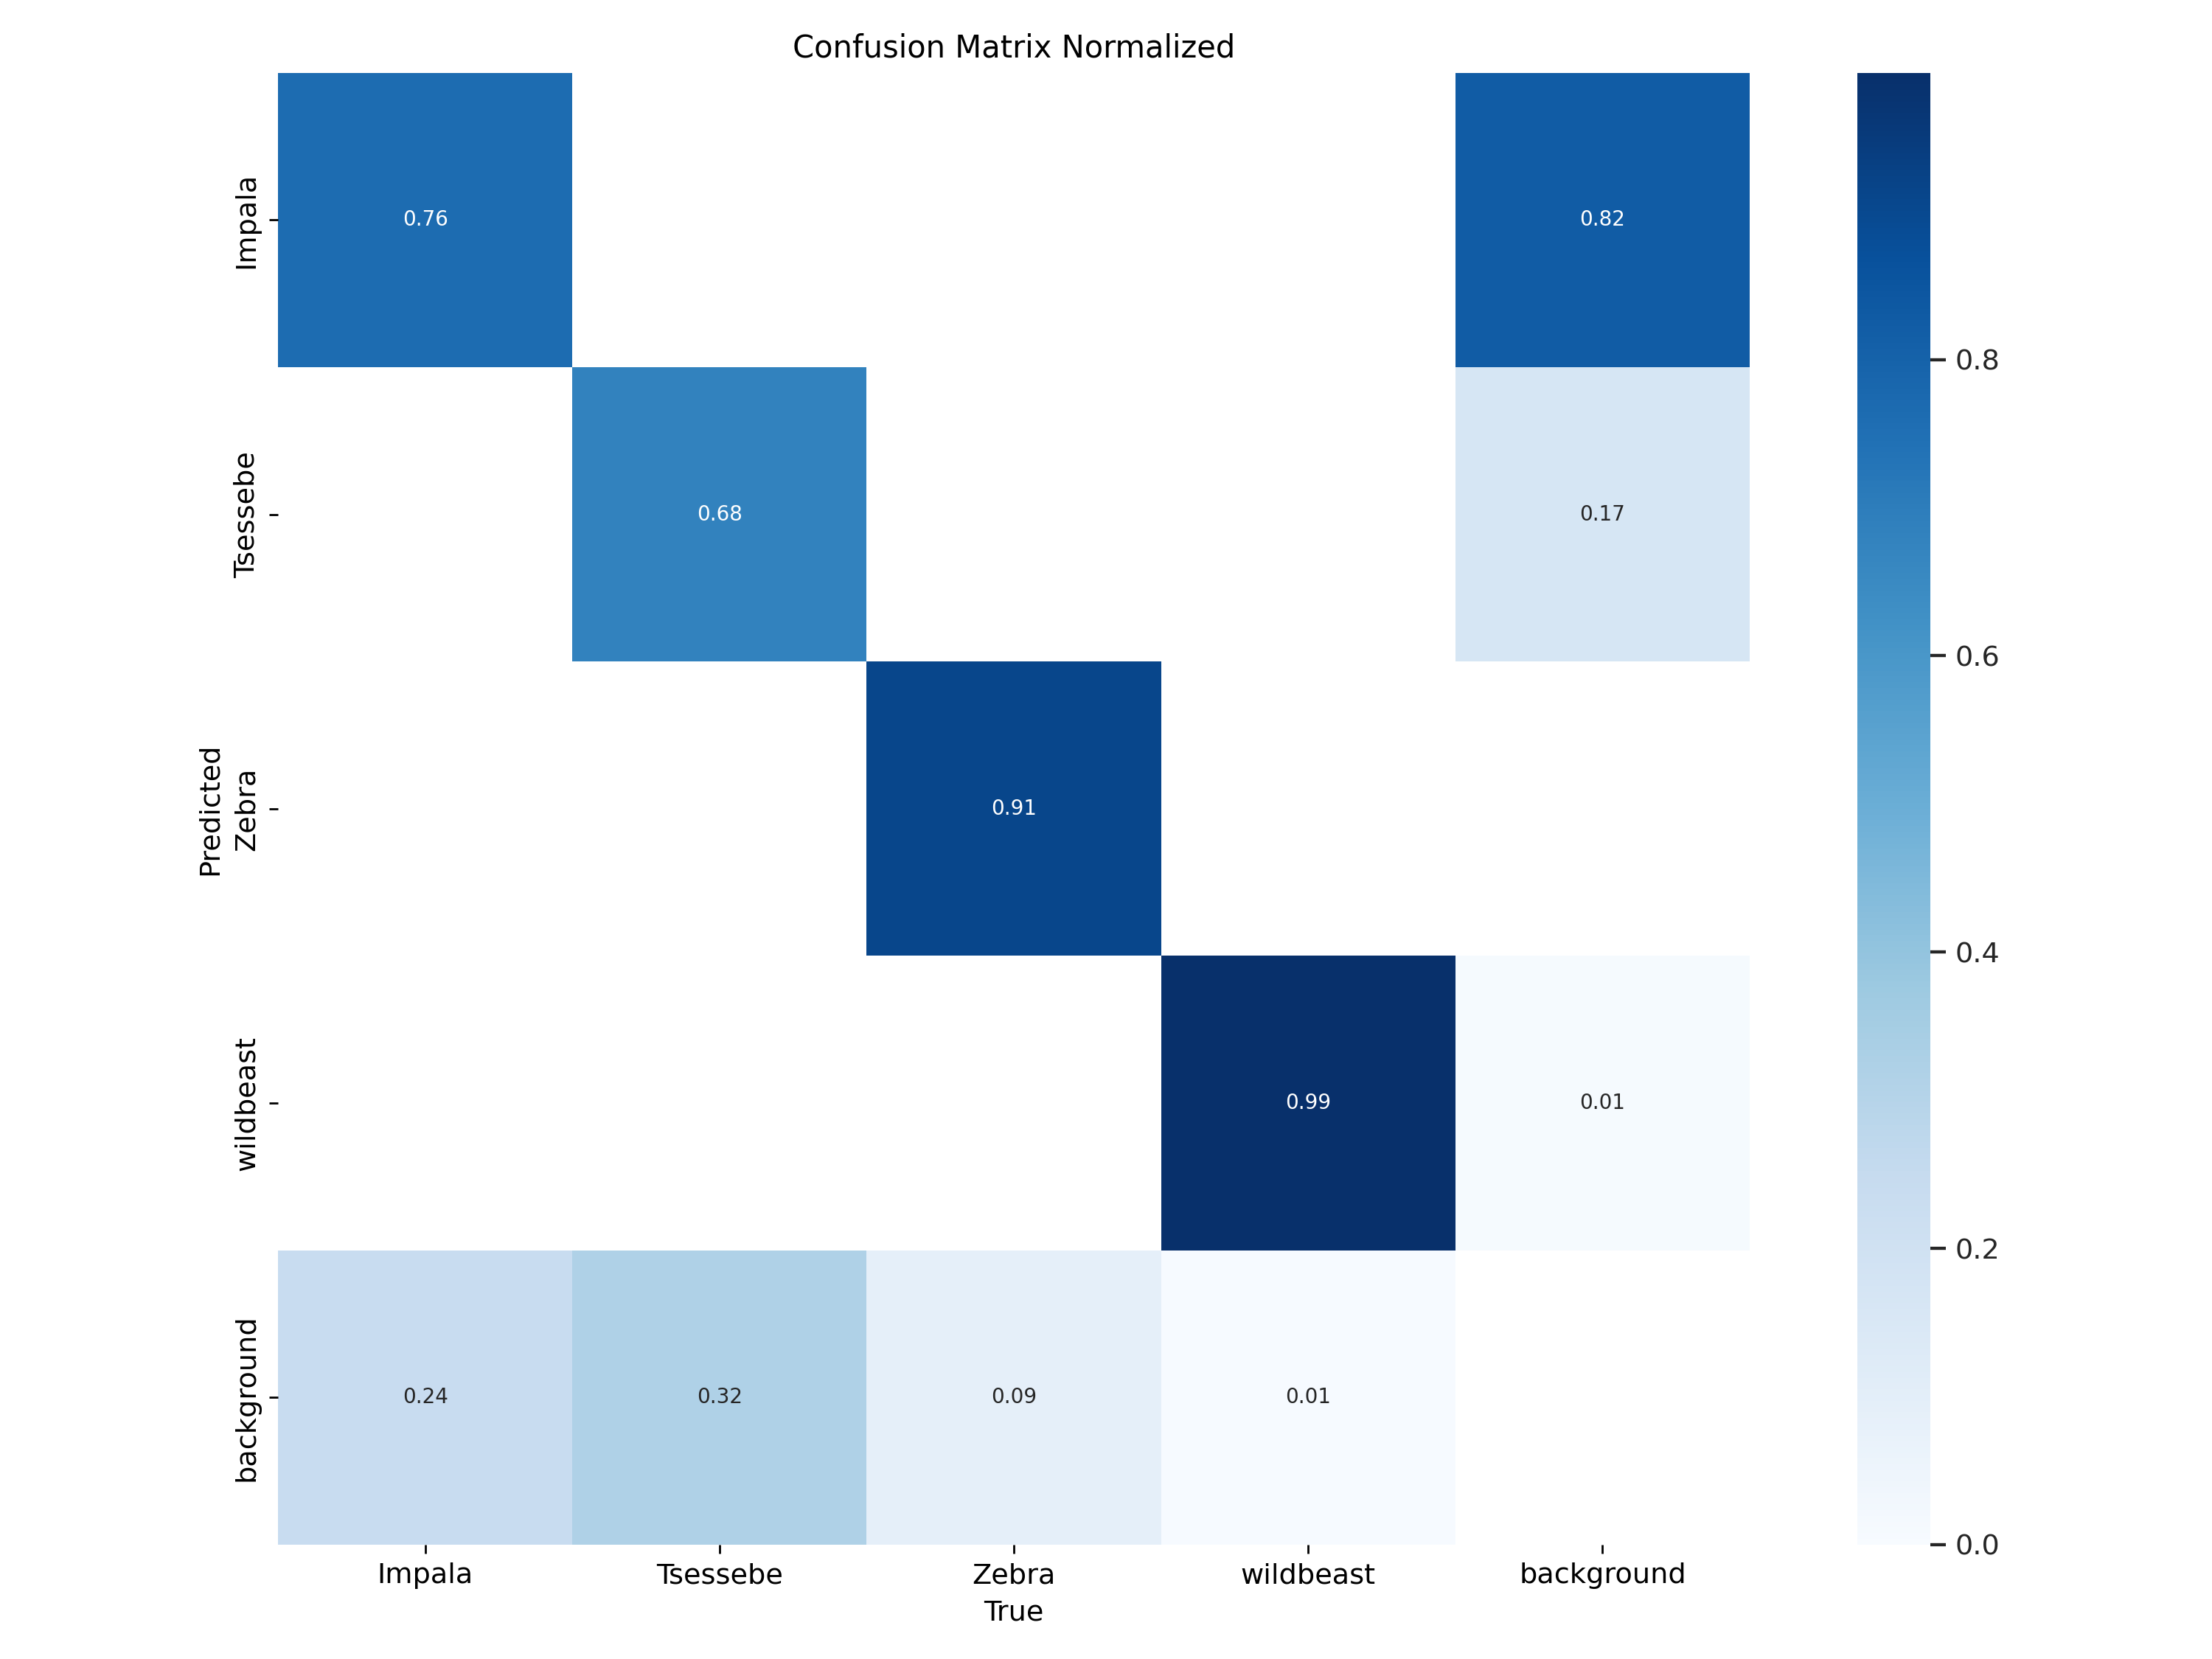 Confusion Matrix Normalized
Impala
0.76
0.82
0.8
Tsessebe
0.68
0.17
0.6
Predicted
Zebra
0.91
0.4
wildbeast
0.99
0.01
0.2
background
0.24
0.32
0.09
0.01
0.0
Impala
Tsessebe
Zebra
wildbeast
background
True